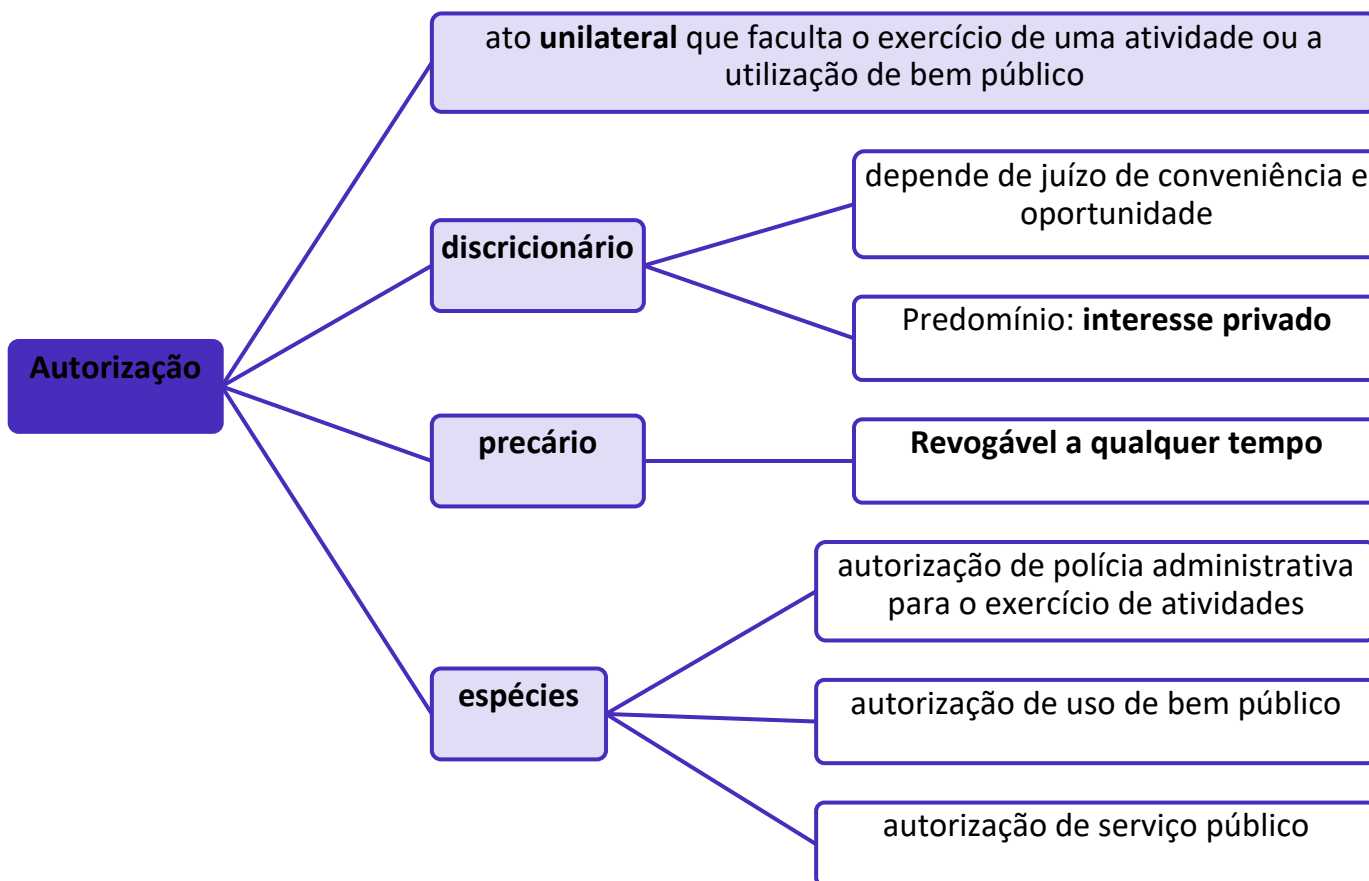 ato unilateral que faculta o exercício de uma atividade ou a
utilização de bem público
depende de juízo de conveniência e
oportunidade
discricionário
Predomínio: interesse privado
Autorização
precário
Revogável a qualquer tempo
autorização de polícia administrativa
para o exercício de atividades
espécies
autorização de uso de bem público
autorização de serviço público